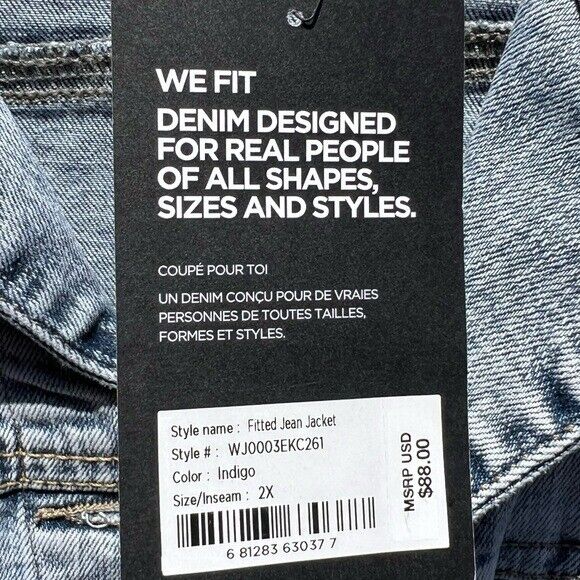 WE FIT
DENIM DESIGNED
FOR REAL PEOPLE
OF ALL SHAPES,
SIZES AND STYLES.
COUPÉ POUR TOI
UN DENIM CONÇU POUR DE VRAIES
PERSONNES DE TOUTES TAILLES,
FORMES ET STYLES.
Style name : Fitted Jean Jacket
Style # : WJ0003EKC261
Color : Indigo
Size/Inseam : 2X
6 81283 63037 7
MSRP USD
$88.00